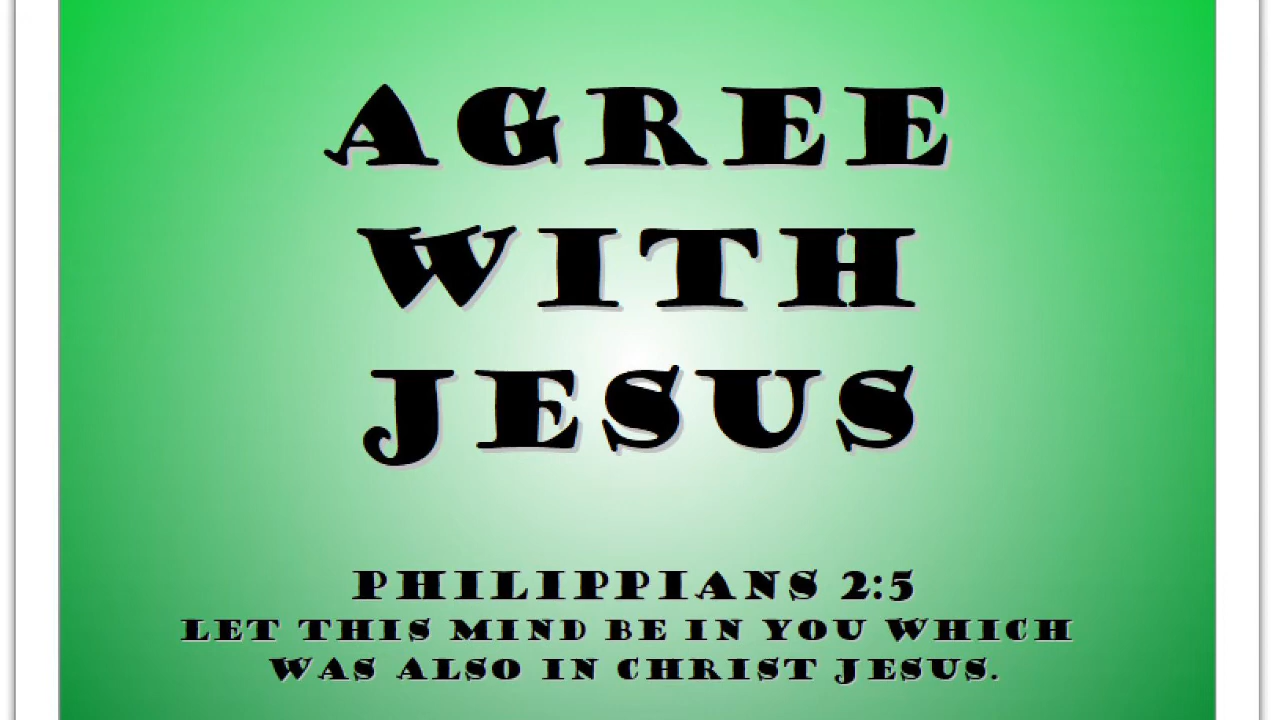 AGREE
WITH
JESUS
PHILIPPIANS 2:5
LET THIS MIND BE IN YOU WHICH
WAS ALSO IN CHRIST JESUS.